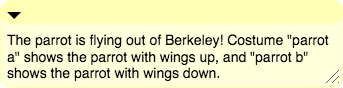 The parrot is flying out of Berkeley! Costume "parrot
a" shows the parrot with wings up, and "parrot b"
shows the parrot with wings down.